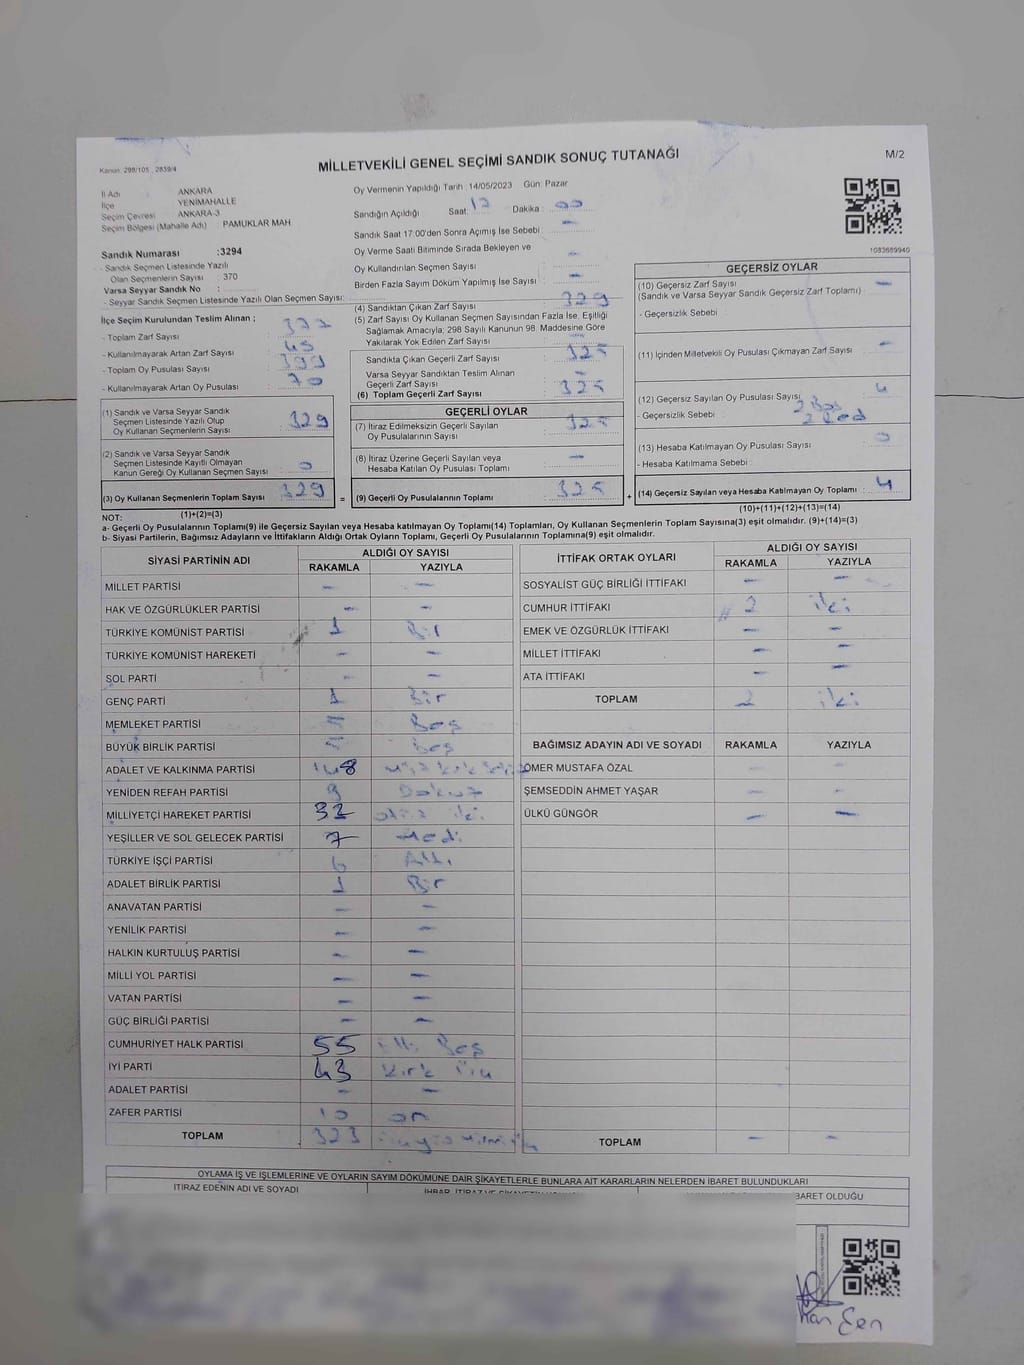 Kanun: 298/105 , 2839/4
MİLLETVEKİLİ GENEL SEÇİMİ SANDIK SONUÇ TUTANAĞI
M/2
İl Adı : ANKARA
İlçe : YENİMAHALLE
Seçim Çevresi : ANKARA-3
Seçim Bölgesi (Mahalle Adı) : PAMUKLAR MAH
Oy Vermenin Yapıldığı Tarih :14/05/2023 Gün: Pazar
Sandığın Açıldığı Saat: 17 Dakika : 00
Sandık Saat 17:00'den Sonra Açımış İse Sebebi : -
Oy Verme Saati Bitiminde Sırada Bekleyen ve
Oy Kullandırılan Seçmen Sayısı : -
Birden Fazla Sayım Döküm Yapılmış İse Sayısı : -
1083689940
Sandık Numarası :3294
- Sandık Seçmen Listesinde Yazılı
Olan Seçmenlerin Sayısı : 370
Varsa Seyyar Sandık No :
- Seyyar Sandık Seçmen Listesinde Yazılı Olan Seçmen Sayısı:
İlçe Seçim Kurulundan Teslim Alınan ;
- Toplam Zarf Sayısı :
- Kullanılmayarak Artan Zarf Sayısı :
- Toplam Oy Pusulası Sayısı : 399
- Kullanılmayarak Artan Oy Pusulası : 70
(1) Sandık ve Varsa Seyyar Sandık
Seçmen Listesinde Yazılı Olup
Oy Kullanan Seçmenlerin Sayısı : 329
(2) Sandık ve Varsa Seyyar Sandık
Seçmen Listesinde Kayıtlı Olmayan
Kanun Gereği Oy Kullanan Seçmen Sayısı : 0
(3) Oy Kullanan Seçmenlerin Toplam Sayısı : 329 =
(4) Sandıktan Çıkan Zarf Sayısı : 329
(5) Zarf Sayısı Oy Kullanan Seçmen Sayısından Fazla İse, Eşitliği
Sağlamak Amacıyla; 298 Sayılı Kanunun 98. Maddesine Göre
Yakılarak Yok Edilen Zarf Sayısı :
Sandıkta Çıkan Geçerli Zarf Sayısı : 325
Varsa Seyyar Sandıktan Teslim Alınan
Geçerli Zarf Sayısı : -
(6) Toplam Geçerli Zarf Sayısı : 325
GEÇERLİ OYLAR
(7) İtiraz Edilmeksizin Geçerli Sayılan
Oy Pusulalarının Sayısı : 325
(8) İtiraz Üzerine Geçerli Sayılan veya
Hesaba Katılan Oy Pusulası Toplamı : -
(9) Geçerli Oy Pusulalarının Toplamı : 325 +
GEÇERSİZ OYLAR
(10) Geçersiz Zarf Sayısı : -
(Sandık ve Varsa Seyyar Sandık Geçersiz Zarf Toplamı)
- Geçersizlik Sebebi :
(11) İçinden Milletvekili Oy Pusulası Çıkmayan Zarf Sayısı : -
(12) Geçersiz Sayılan Oy Pusulası Sayısı : 4
- Geçersizlik Sebebi :
(13) Hesaba Katılmayan Oy Pusulası Sayısı : 0
- Hesaba Katılmama Sebebi :
(14) Geçersiz Sayılan veya Hesaba Katılmayan Oy Toplamı : 4
(1)+(2)=(3)
(10)+(11)+(12)+(13)=(14)
NOT:
a- Geçerli Oy Pusulalarının Toplamı(9) ile Geçersiz Sayılan veya Hesaba katılmayan Oy Toplamı(14) Toplamları, Oy Kullanan Seçmenlerin Toplam Sayısına(3) eşit olmalıdır. (9)+(14)=(3)
b- Siyasi Partilerin, Bağımsız Adayların ve İttifakların Aldığı Ortak Oyların Toplamı, Geçerli Oy Pusulalarının Toplamına(9) eşit olmalıdır.
SİYASİ PARTİNİN ADI ALDIĞI OY SAYISI
RAKAMLA YAZIYLA
MİLLET PARTİSİ - -
HAK VE ÖZGÜRLÜKLER PARTİSİ - -
TÜRKİYE KOMÜNİST PARTİSİ 1 Bir
TÜRKİYE KOMÜNİST HAREKETİ - -
SOL PARTİ - -
GENÇ PARTİ 1 Bir
MEMLEKET PARTİSİ 5 Beş
BÜYÜK BİRLİK PARTİSİ 5 Beş
ADALET VE KALKINMA PARTİSİ 148
YENİDEN REFAH PARTİSİ 9 Dokuz
MİLLİYETÇİ HAREKET PARTİSİ 32 otuz iki
YEŞİLLER VE SOL GELECEK PARTİSİ 7 Yedi
TÜRKİYE İŞÇİ PARTİSİ 6 Altı
ADALET BİRLİK PARTİSİ 1 Bir
ANAVATAN PARTİSİ - -
YENİLİK PARTİSİ - -
HALKIN KURTULUŞ PARTİSİ - -
MİLLİ YOL PARTİSİ - -
VATAN PARTİSİ - -
GÜÇ BİRLİĞİ PARTİSİ - -
CUMHURİYET HALK PARTİSİ 55 Elli Beş
İYİ PARTİ 43 Kırk Üç
ADALET PARTİSİ - -
ZAFER PARTİSİ 10 on
TOPLAM 323
İTTİFAK ORTAK OYLARI ALDIĞI OY SAYISI
RAKAMLA YAZIYLA
SOSYALİST GÜÇ BİRLİĞİ İTTİFAKI - -
CUMHUR İTTİFAKI 2 iki
EMEK VE ÖZGÜRLÜK İTTİFAKI - -
MİLLET İTTİFAKI - -
ATA İTTİFAKI - -
TOPLAM 2 iki
BAĞIMSIZ ADAYIN ADI VE SOYADI RAKAMLA YAZIYLA
ÖMER MUSTAFA ÖZAL - -
ŞEMSEDDİN AHMET YAŞAR - -
ÜLKÜ GÜNGÖR - -
TOPLAM - -
OYLAMA İŞ VE İŞLEMLERİNE VE OYLARIN SAYIM DÖKÜMÜNE DAİR ŞİKAYETLERLE BUNLARA AİT KARARLARIN NELERDEN İBARET BULUNDUKLARI
İTİRAZ EDENİN ADI VE SOYADI
BARET OLDUĞU